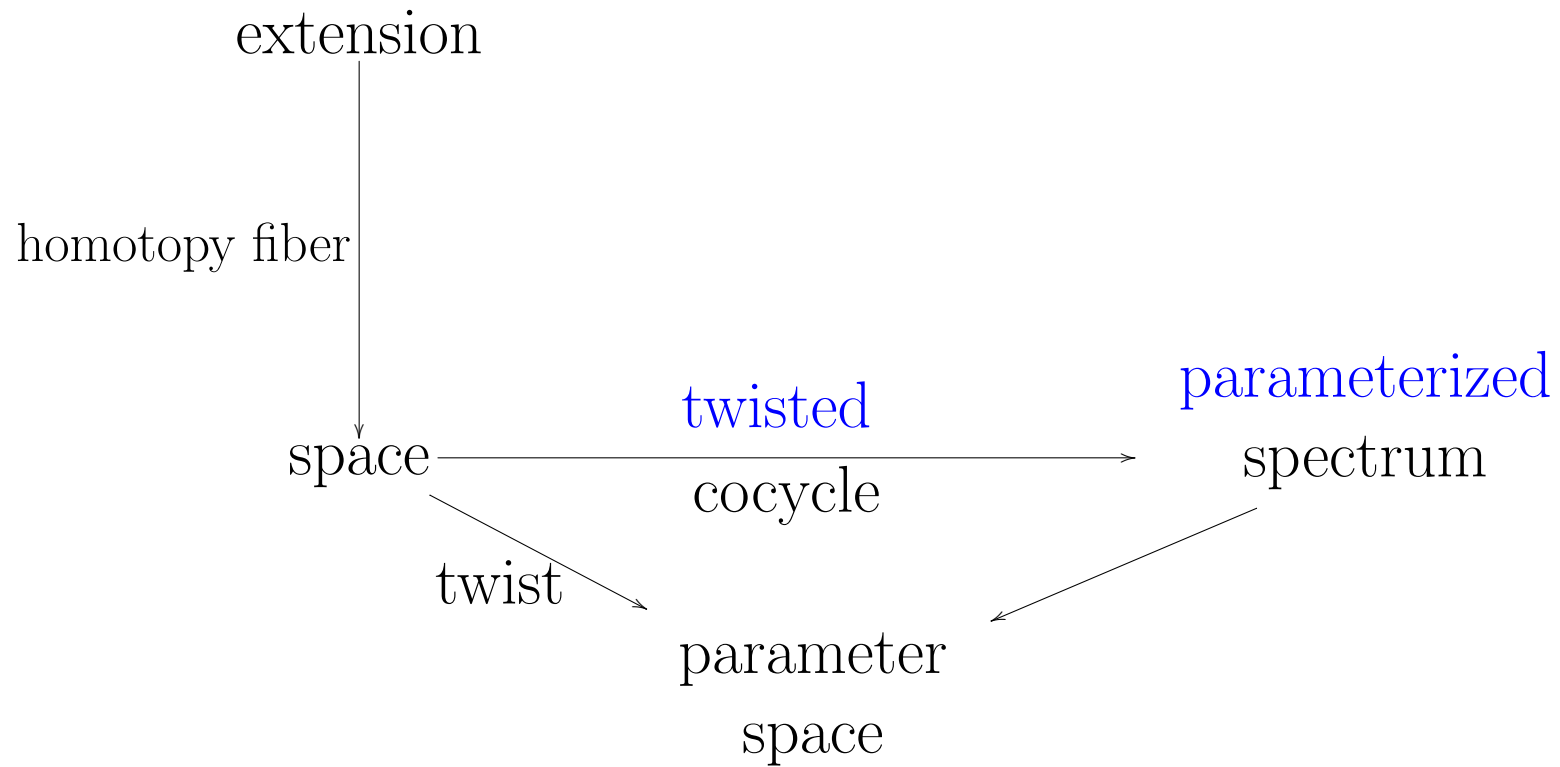 extension
homotopy fiber
parameterized
twisted
space
spectrum
cocycle
twist
parameter
space